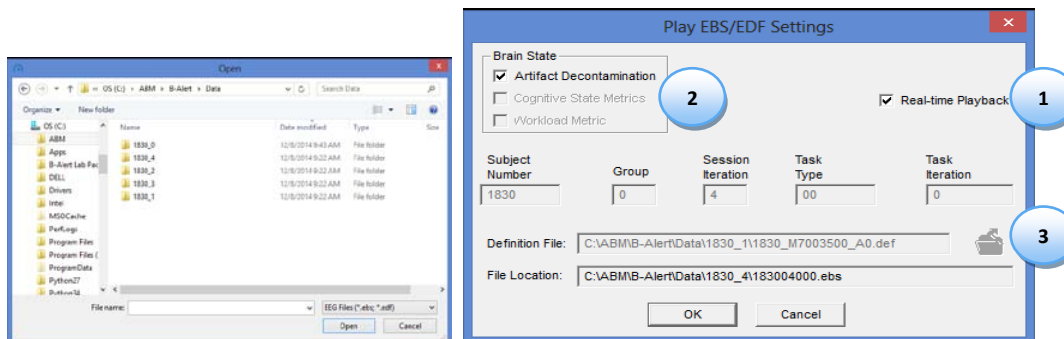 Open
OS (C:) › ABM › B-Alert › Data
Search Data
Organize
New folder
OS (C:)
ABM
Apps
B-Alert Lab Pac
DELL
Drivers
Intel
MSOCache
PerfLogs
Program Files
Program Files (
ProgramData
Python27
Python34
Name
Date modified
Type
Size
1830_0
12/8/2014 9:43 AM
File folder
1830_4
12/8/2014 9:22 AM
File folder
1830_2
12/8/2014 9:22 AM
File folder
1830_3
12/8/2014 9:22 AM
File folder
1830_1
12/8/2014 9:22 AM
File folder
File name:
EEG Files (*.ebs; *.edf)
Open
Cancel
Play EBS/EDF Settings
Brain State
Artifact Decontamination
Cognitive State Metrics
Workload Metric
2
Real-time Playback
1
Subject Number
Group
Session Iteration
Task Type
Task Iteration
1830
0
4
00
0
Definition File:
C:\ABM\B-Alert\Data\1830_1\1830_M7003500_A0.def
3
File Location:
C:\ABM\B-Alert\Data\1830_4\183004000.ebs
OK
Cancel